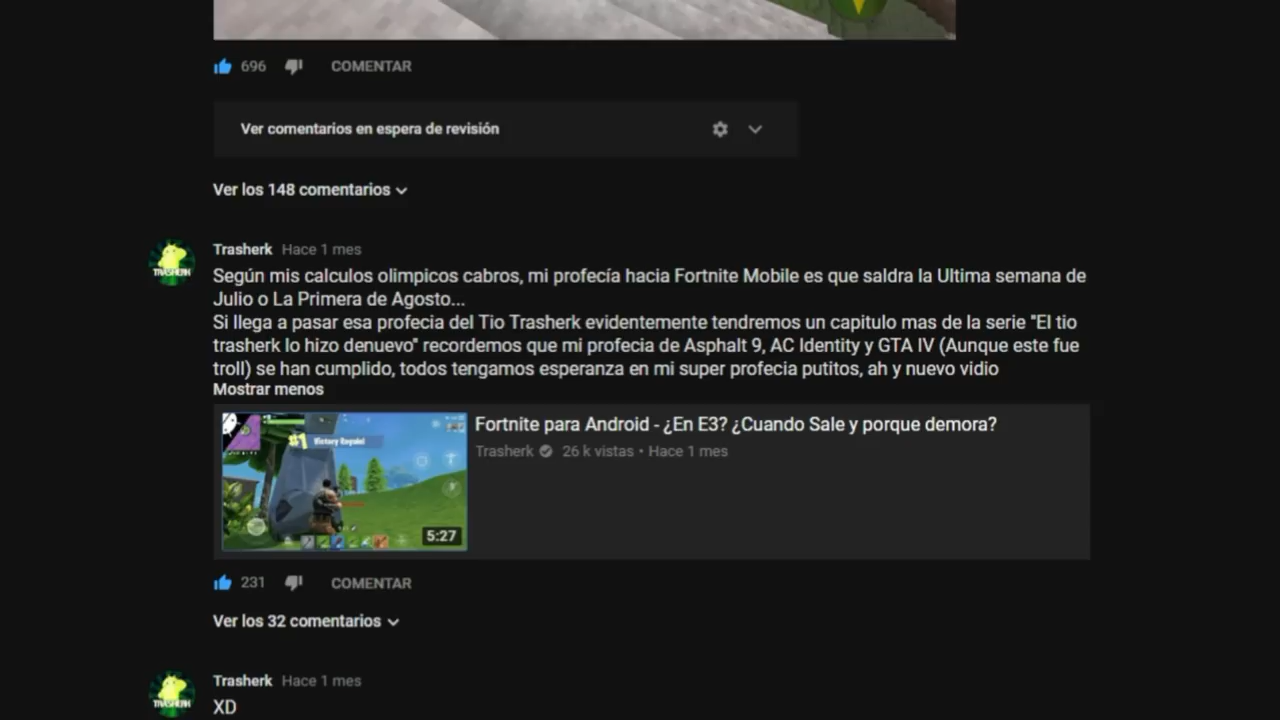 696
COMENTAR
Ver comentarios en espera de revisión
Ver los 148 comentarios
TRASHERK
Trasherk Hace 1 mes
Según mis calculos olimpicos cabros, mi profecía hacia Fortnite Mobile es que saldra la Ultima semana de
Julio o La Primera de Agosto...
Si llega a pasar esa profecia del Tio Trasherk evidentemente tendremos un capitulo mas de la serie "El tio
trasherk lo hizo denuevo" recordemos que mi profecia de Asphalt 9, AC Identity y GTA IV (Aunque este fue
troll) se han cumplido, todos tengamos esperanza en mi super profecia putitos, ah y nuevo vidio
Mostrar menos
#1 Victory Royale!
5:27
Fortnite para Android - ¿En E3? ¿Cuando Sale y porque demora?
Trasherk 26 k vistas • Hace 1 mes
231
COMENTAR
Ver los 32 comentarios
TRASHERK
Trasherk Hace 1 mes
XD